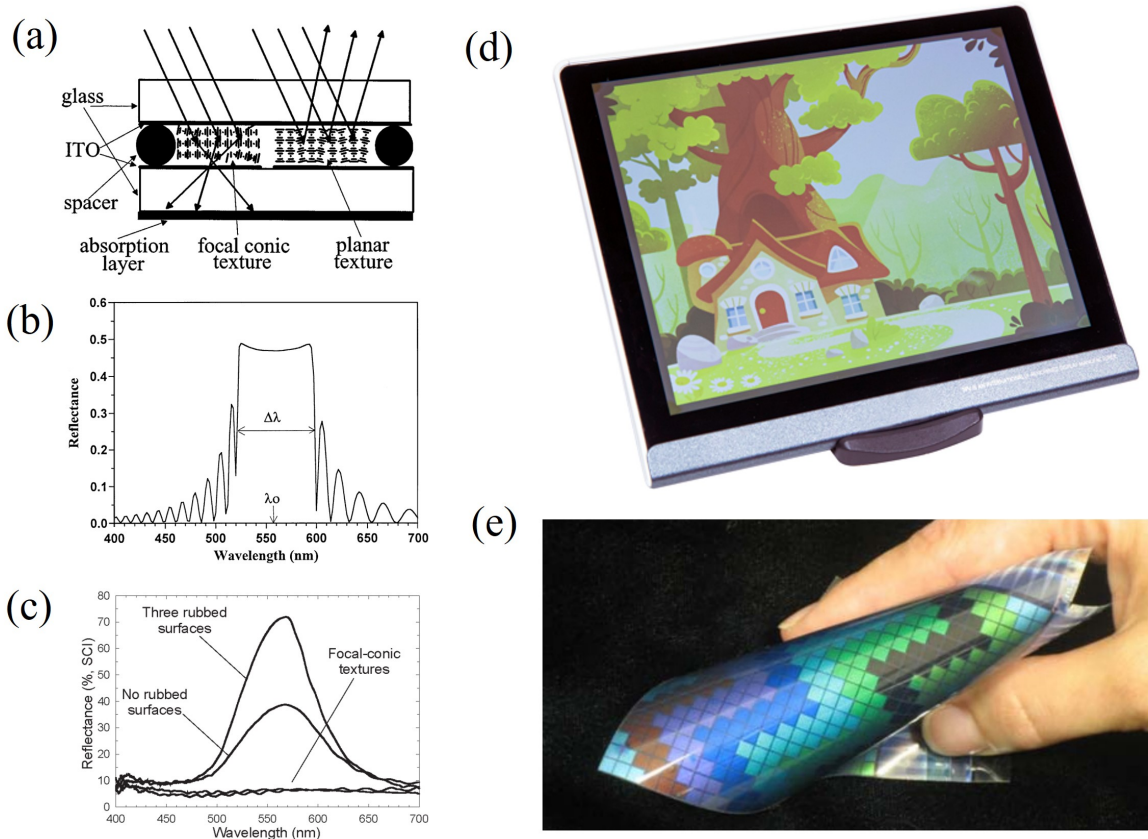 (a)
glass
ITO
spacer
absorption
layer
focal conic
texture
planar
texture
(b)
0.6
0.5
0.4
0.3
0.2
0.1
0.0
Reflectance
Δλ
λo
400 450 500 550 600 650 700
Wavelength (nm)
(c)
80
70
60
50
40
30
20
10
0
Reflectance (%, SCI)
Three rubbed
surfaces
Focal-conic
textures
No rubbed
surfaces
400 450 500 550 600 650 700
Wavelength (nm)
(d)
(e)